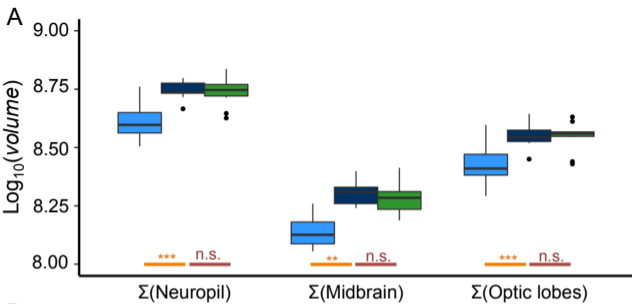 A
Log10(volume)
9.00
8.75
8.50
8.25
8.00
*** n.s. ** n.s. *** n.s.
Σ(Neuropil) Σ(Midbrain) Σ(Optic lobes)